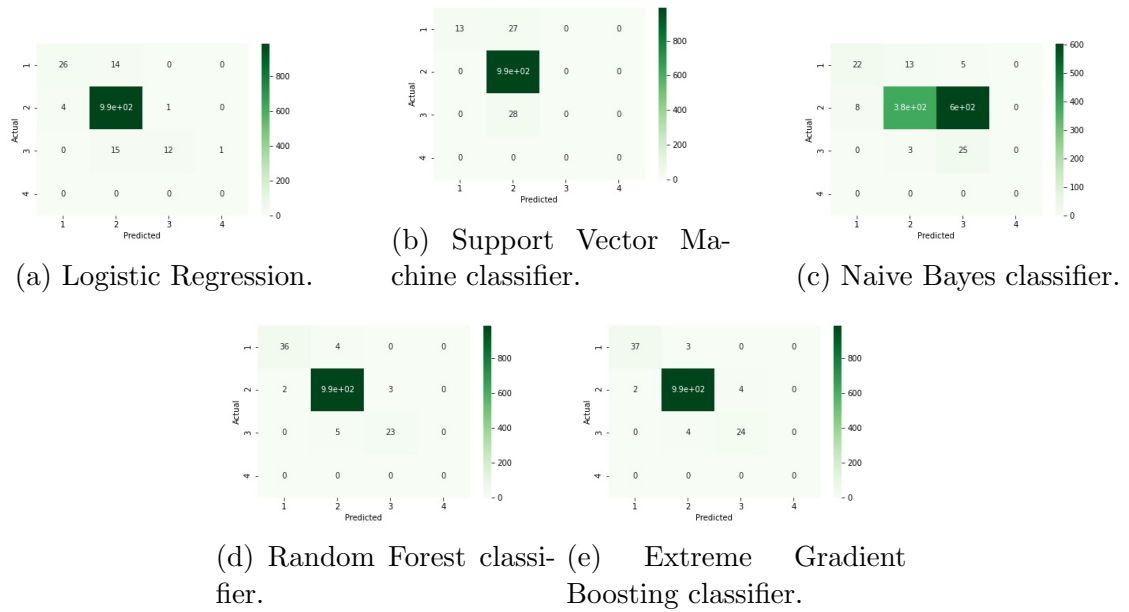 1 13 27 0 0
2 0 9.9e+02 0 0
3 0 28 0 0
4 0 0 0 0
1 2 3 4
Predicted
800
600
400
200
0
(b) Support Vector Ma-
chine classifier.
Actual
1 26 14 0 0
2 4 9.9e+02 1 0
3 0 15 12 1
4 0 0 0 0
1 2 3 4
Predicted
800
600
400
200
0
(a) Logistic Regression.
Actual
1 22 13 5 0
2 8 3.8e+02 6e+02 0
3 0 3 25 0
4 0 0 0 0
1 2 3 4
Predicted
600
500
400
300
200
100
0
(c) Naive Bayes classifier.
Actual
1 36 4 0 0
2 2 9.9e+02 3 0
3 0 5 23 0
4 0 0 0 0
1 2 3 4
Predicted
800
600
400
200
0
(d) Random Forest classi-
fier.
Actual
1 37 3 0 0
2 2 9.9e+02 4 0
3 0 4 24 0
4 0 0 0 0
1 2 3 4
Predicted
800
600
400
200
0
(e) Extreme Gradient
Boosting classifier.
Actual